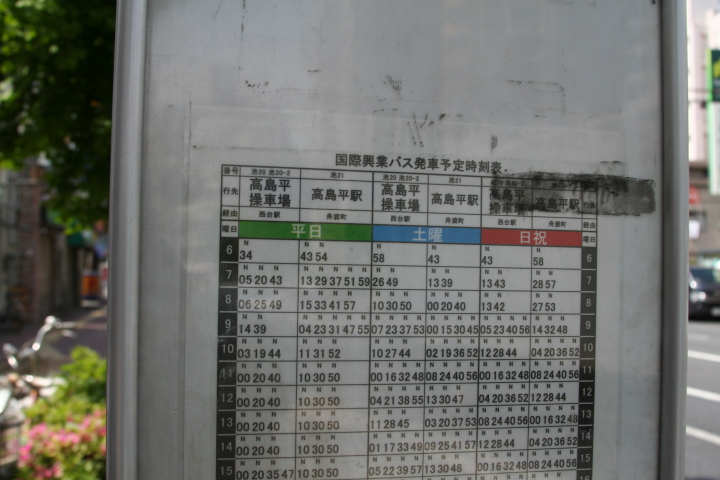 国際興業バス発車予定時刻表
番号 池20 池20-2 池21 池20 池20-2 池21
行先 高島平操車場 高島平駅 高島平操車場 高島平駅 高島平操車場 高島平駅 行先
経由 西台駅 舟渡町 西台駅 舟渡町 西台駅 舟渡町 経由
曜日 平日 土曜 日祝 曜日
N N N N N N N
6 34 43 54 58 43 43 58 6
7 05 20 43 13 29 37 51 59 26 49 13 39 13 43 28 57 7
8 06 25 49 15 33 41 57 10 30 50 00 20 40 13 42 27 53 8
9 14 39 04 23 31 47 55 07 23 37 53 00 15 30 45 05 23 40 56 14 32 48 9
10 03 19 44 11 31 52 10 27 44 02 19 36 52 12 28 44 04 20 36 52 10
11 00 20 40 10 30 50 00 16 32 48 08 24 40 56 00 16 32 48 08 24 40 56 11
12 00 20 40 10 30 50 04 21 38 55 13 30 47 04 20 36 52 12 28 44 12
13 00 20 40 10 30 50 11 28 45 03 20 37 53 08 24 40 56 00 16 32 48 13
14 00 20 40 10 30 50 01 17 33 49 09 25 41 57 12 28 44 04 20 36 52 14
15 00 20 35 47 10 30 50 05 22 39 57 13 30 48 00 16 32 48 08 24 40 56 15